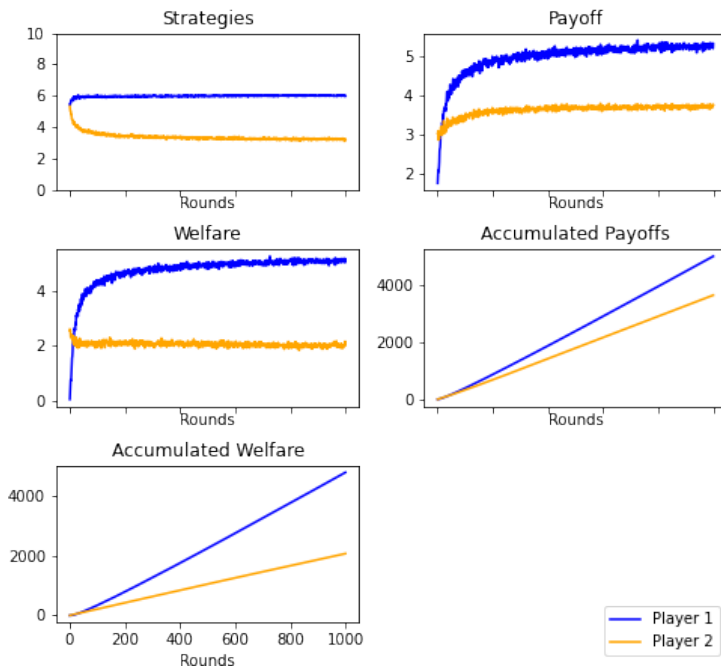 Strategies
10
8
6
4
2
0
Rounds
Payoff
5
4
3
2
Rounds
Welfare
4
2
0
Rounds
Accumulated Payoffs
4000
2000
0
Rounds
Accumulated Welfare
4000
2000
0
0 200 400 600 800 1000
Rounds
Player 1
Player 2